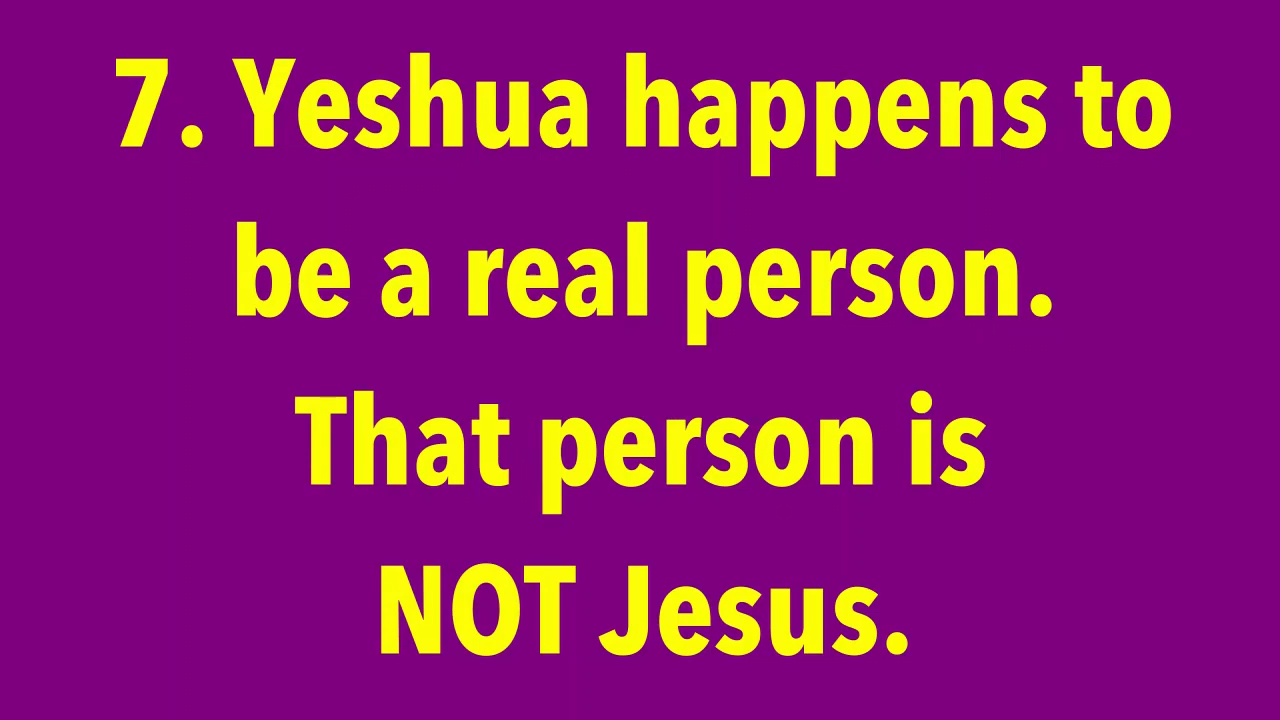 7. Yeshua happens to
be a real person.
That person is
NOT Jesus.